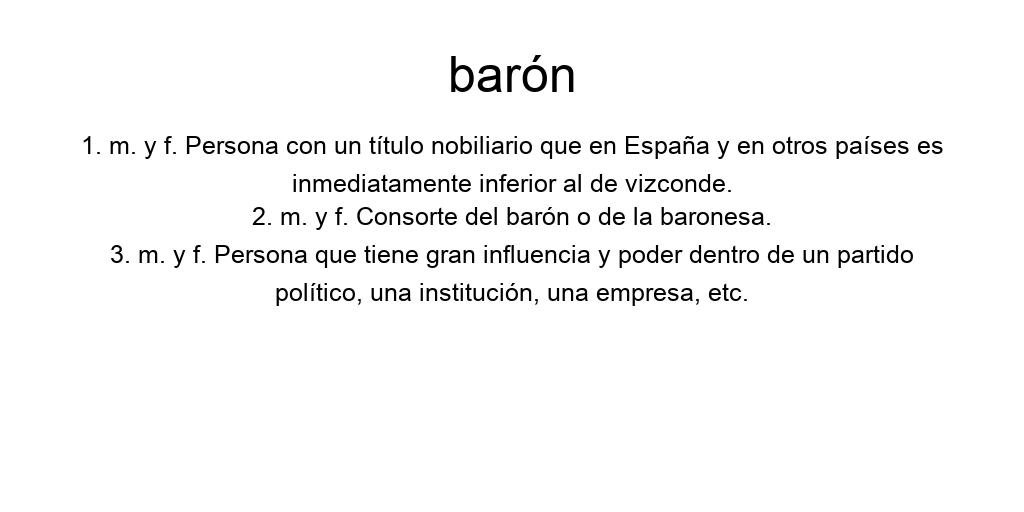 barón
1. m. y f. Persona con un título nobiliario que en España y en otros países es
inmediatamente inferior al de vizconde.
2. m. y f. Consorte del barón o de la baronesa.
3. m. y f. Persona que tiene gran influencia y poder dentro de un partido
político, una institución, una empresa, etc.